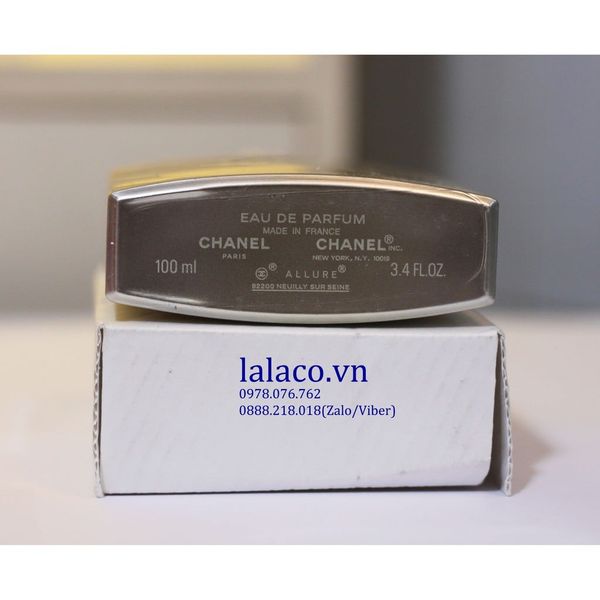 EAU DE PARFUM
MADE IN FRANCE
CHANEL CHANEL® INC.
PARIS NEW YORK, N.Y. 10019
100 ml ® ALLURE® 3.4 FL.OZ.
92200 NEUILLY SUR SEINE
lalaco.vn
0978.076.762
0888.218.018(Zalo/Viber)